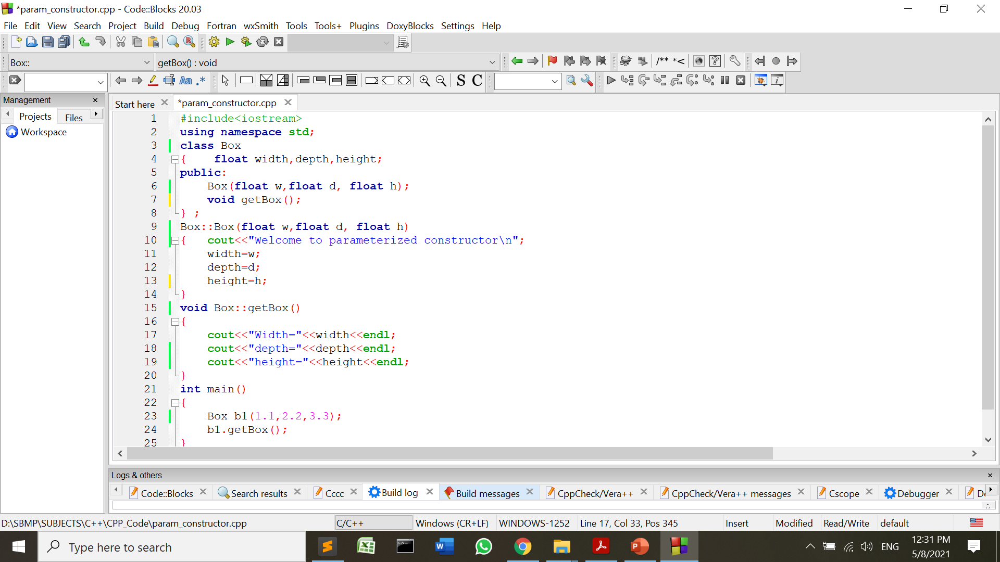 *param_constructor.cpp - Code::Blocks 20.03
File Edit View Search Project Build Debug Fortran wxSmith Tools Tools+ Plugins DoxyBlocks Settings Help
Box:: getBox() : void /** *<
Aa .* S C
Management
Start here *param_constructor.cpp
Projects Files
Workspace
1 #include<iostream>
2 using namespace std;
3 class Box
4 { float width,depth,height;
5 public:
6 Box(float w,float d, float h);
7 void getBox();
8 } ;
9 Box::Box(float w,float d, float h)
10 { cout<<"Welcome to parameterized constructor\n";
11 width=w;
12 depth=d;
13 height=h;
14 }
15 void Box::getBox()
16 {
17 cout<<"Width="<<width<<endl;
18 cout<<"depth="<<depth<<endl;
19 cout<<"height="<<height<<endl;
20 }
21 int main()
22 {
23 Box b1(1.1,2.2,3.3);
24 b1.getBox();
25 }
Logs & others
Code::Blocks Search results Cccc Build log Build messages CppCheck/Vera++ CppCheck/Vera++ messages Cscope Debugger
D:\SBMP\SUBJECTS\C++\CPP_Code\param_constructor.cpp C/C++ Windows (CR+LF) WINDOWS-1252 Line 17, Col 33, Pos 345 Insert Modified Read/Write default
Type here to search
ENG
12:31 PM
5/8/2021